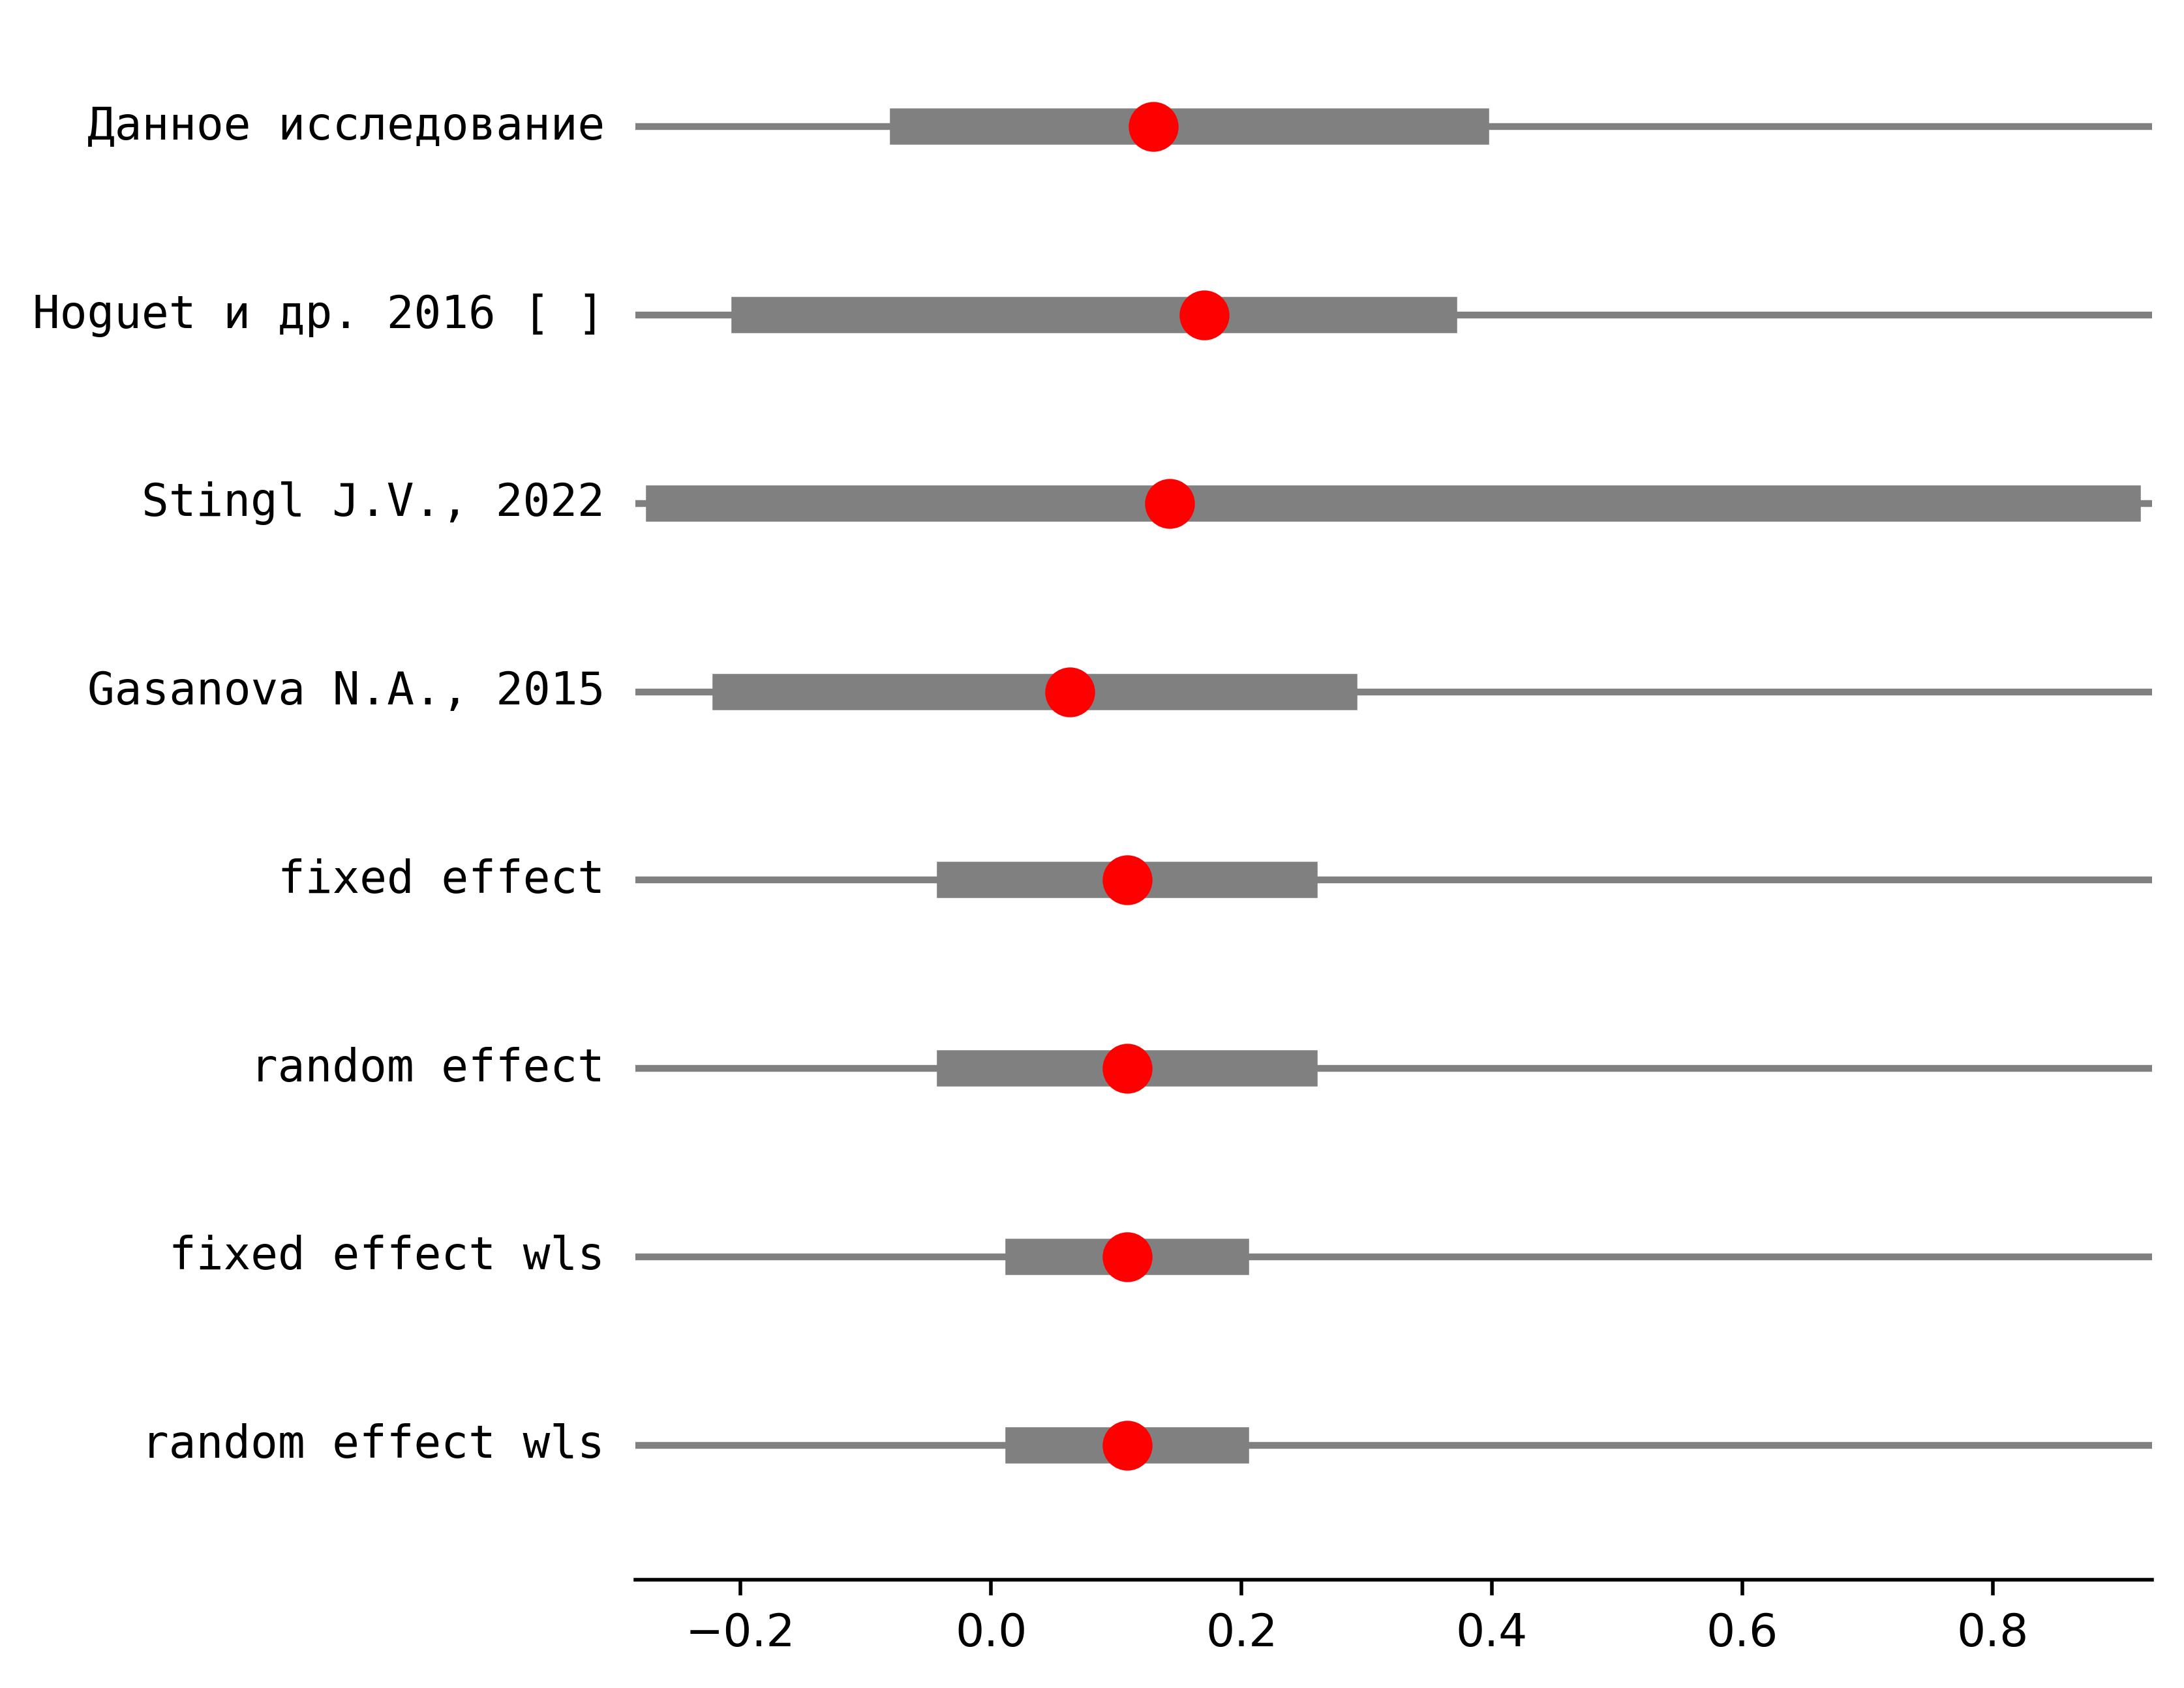 Данное исследование
Hoguet и др. 2016 [ ]
Stingl J.V., 2022
Gasanova N.A., 2015
fixed effect
random effect
fixed effect wls
random effect wls
−0.2 0.0 0.2 0.4 0.6 0.8